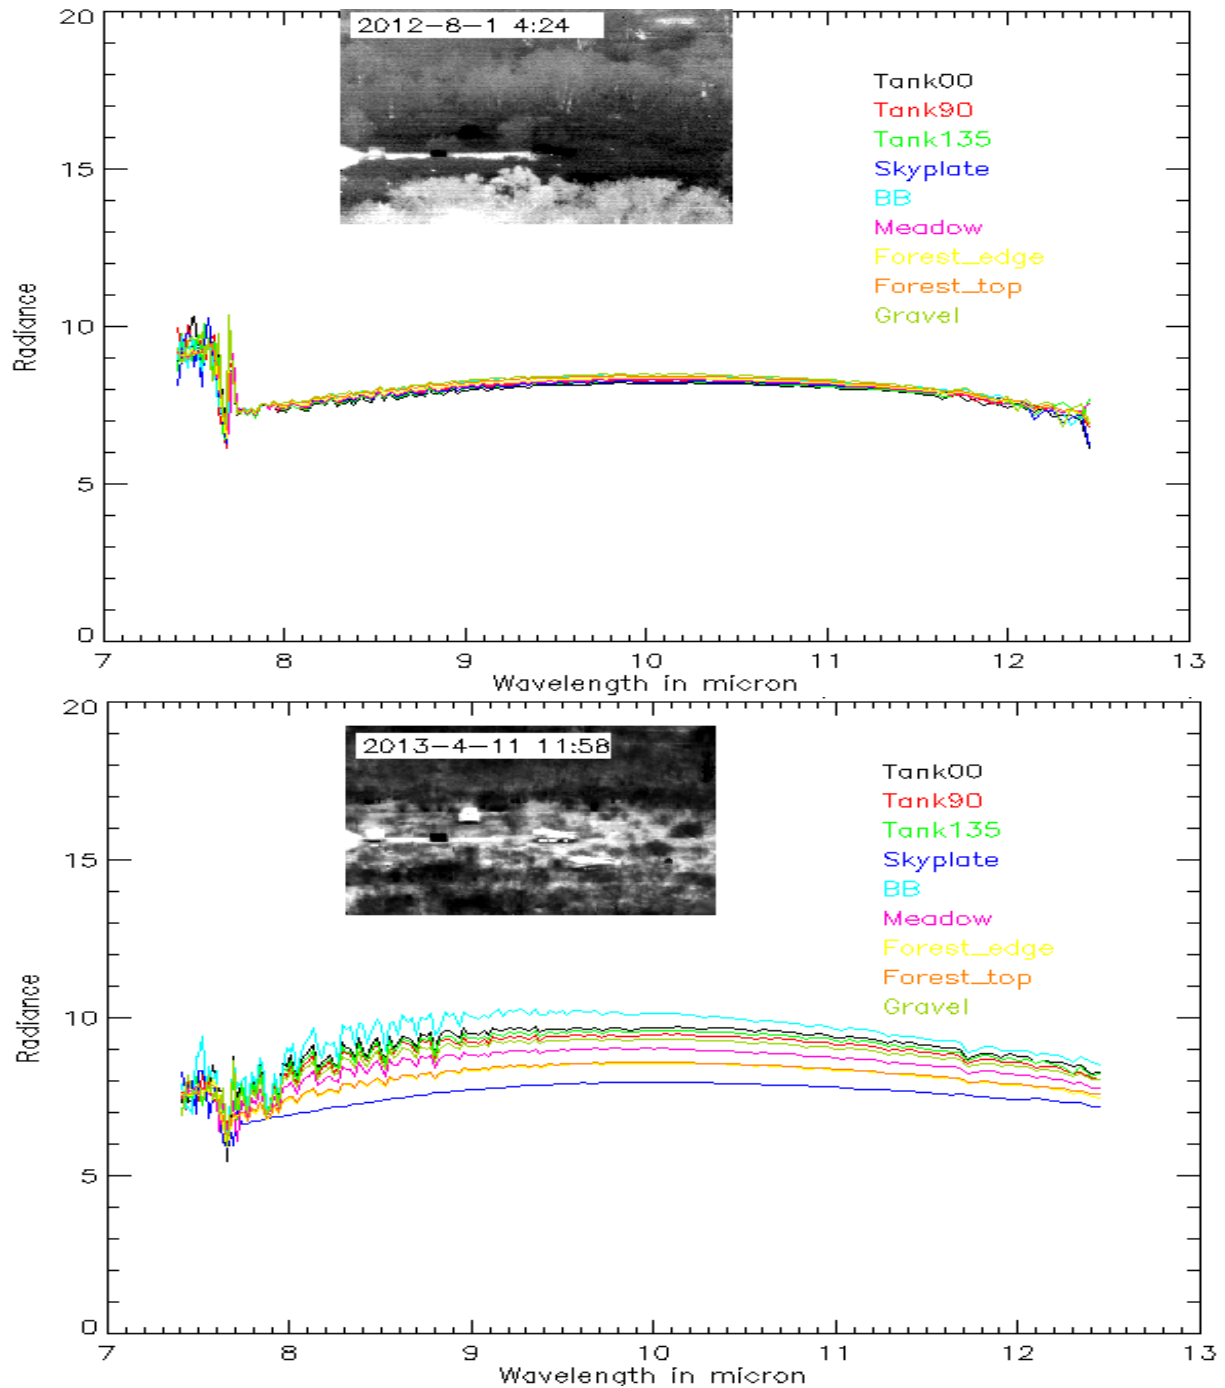 20
2012-8-1 4:24
Tank00
Tank90
Tank135
15
Skyplate
BB
Meadow
Forest_edge
Forest_top
Gravel
10
Radiance
5
0
7 8 9 10 11 12 13
Wavelength in micron
20
2013-4-11 11:58
Tank00
Tank90
Tank135
15
Skyplate
BB
Meadow
Forest_edge
Forest_top
Gravel
10
Radiance
5
0
7 8 9 10 11 12 13
Wavelength in micron